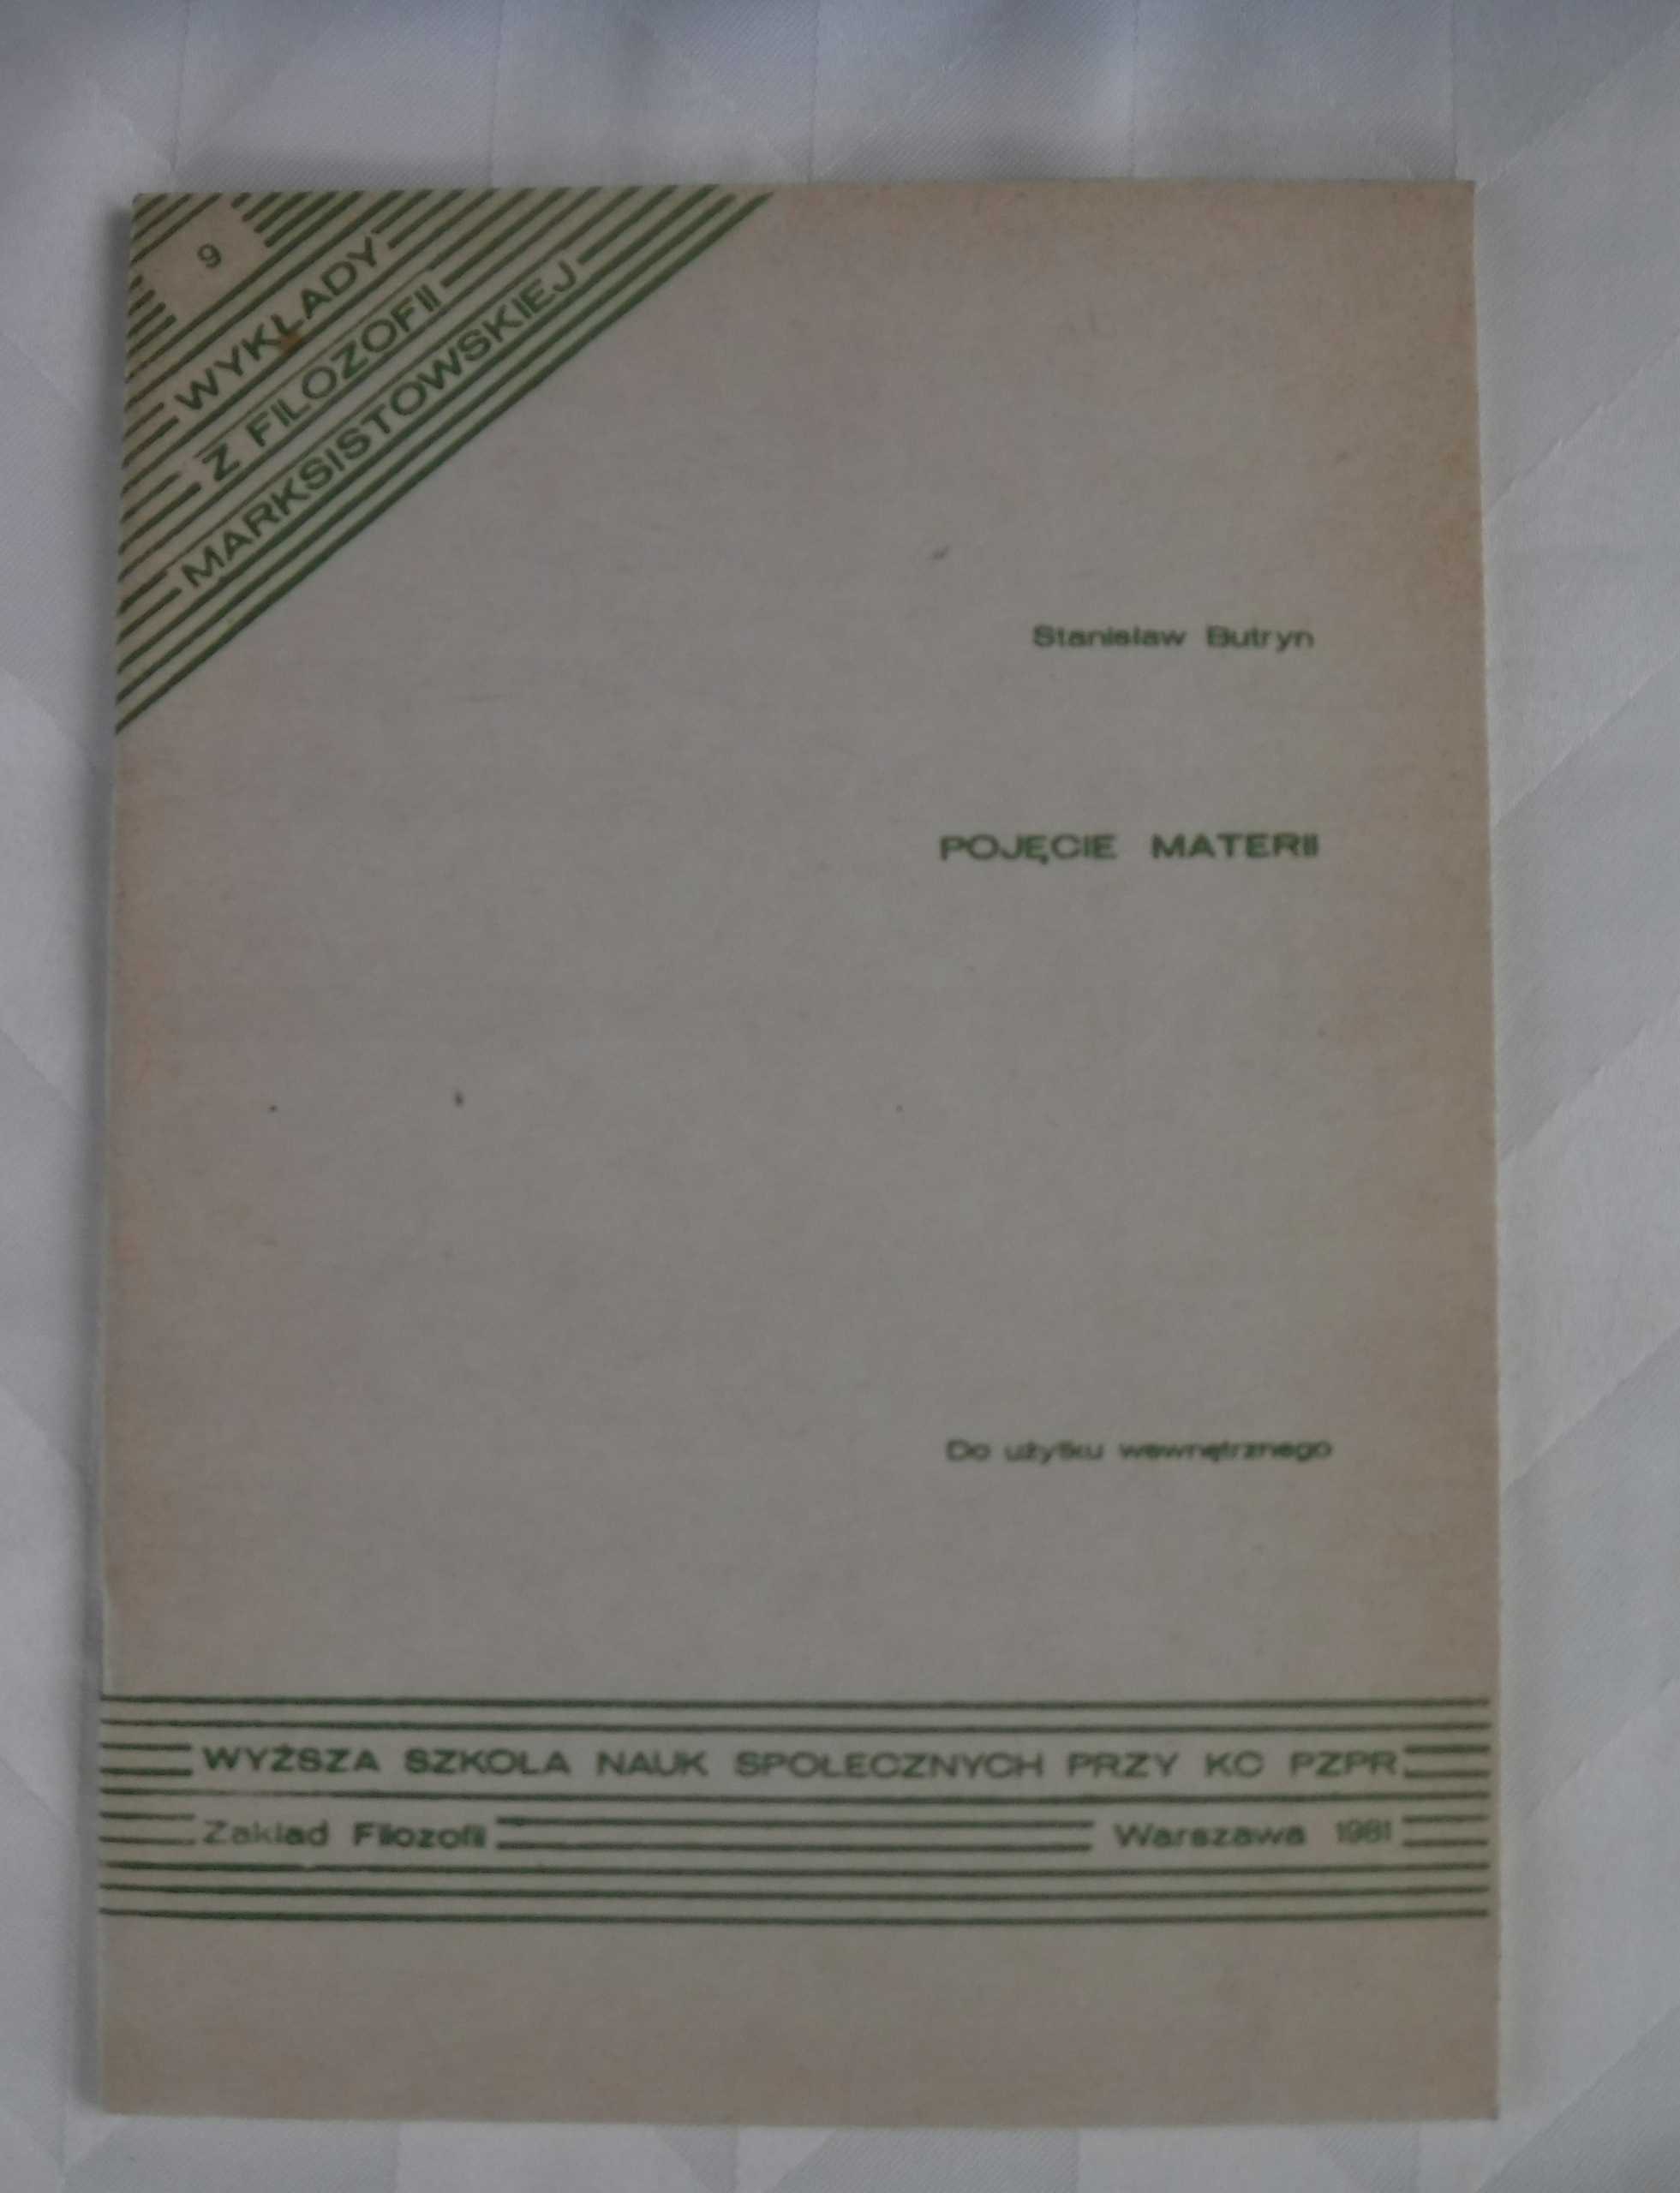 9
WYKŁADY
Z FILOZOFII
MARKSISTOWSKIEJ
Stanisław Butryn
POJĘCIE MATERII
Do użytku wewnętrznego
WYŻSZA SZKOŁA NAUK SPOŁECZNYCH PRZY KC PZPR
Zakład Filozofii Warszawa 1981